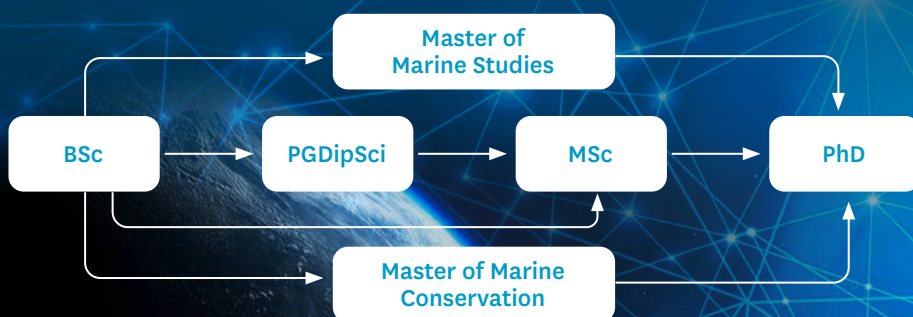 Master of
Marine Studies
BSc
PGDipSci
MSc
PhD
Master of Marine
Conservation